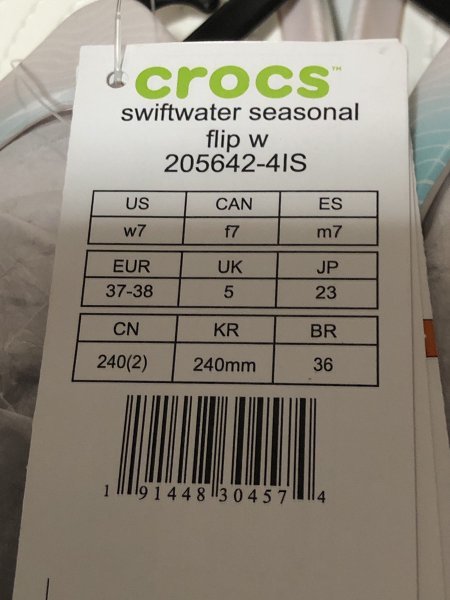 crocs™
swiftwater seasonal
flip w
205642-4IS
US CAN ES
w7 f7 m7
EUR UK JP
37-38 5 23
CN KR BR
240(2) 240mm 36
1 91448 30457 4